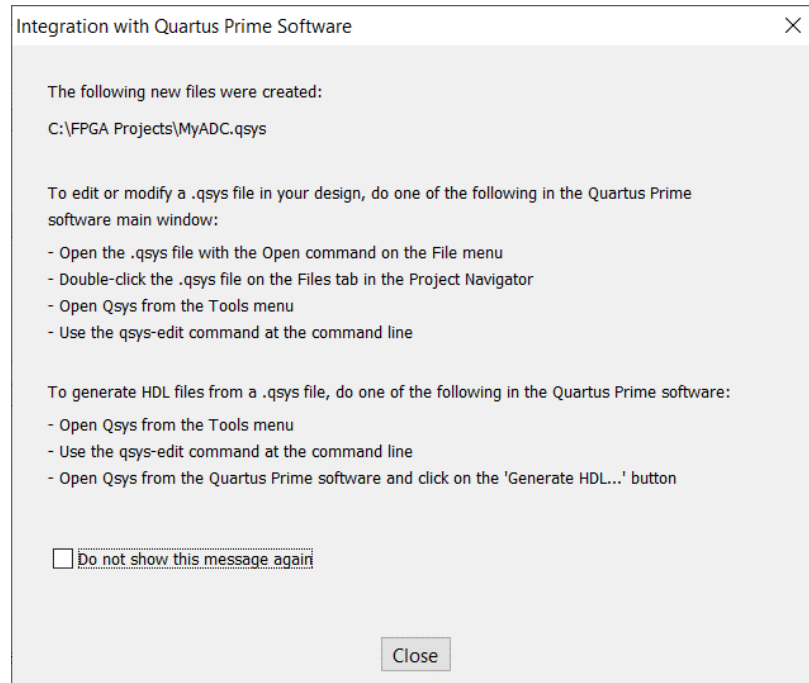 Integration with Quartus Prime Software
The following new files were created:
C:\FPGA Projects\MyADC.qsys
To edit or modify a .qsys file in your design, do one of the following in the Quartus Prime
software main window:
- Open the .qsys file with the Open command on the File menu
- Double-click the .qsys file on the Files tab in the Project Navigator
- Open Qsys from the Tools menu
- Use the qsys-edit command at the command line
To generate HDL files from a .qsys file, do one of the following in the Quartus Prime software:
- Open Qsys from the Tools menu
- Use the qsys-edit command at the command line
- Open Qsys from the Quartus Prime software and click on the 'Generate HDL...' button
Do not show this message again
Close